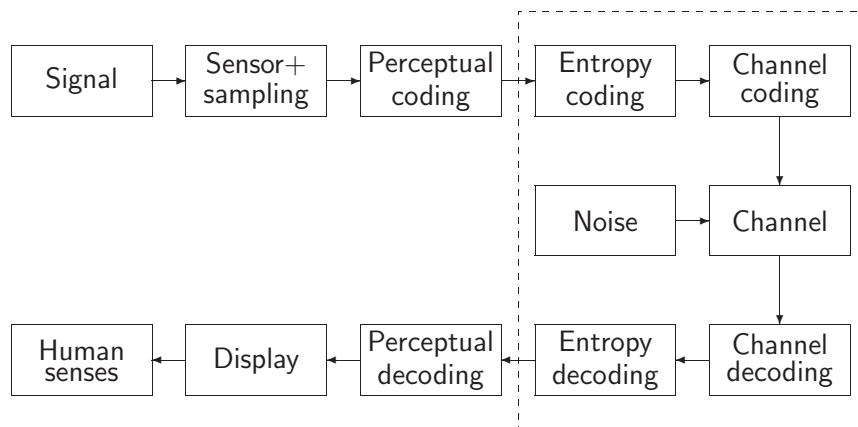 Signal
Sensor+
sampling
Perceptual
coding
Entropy
coding
Channel
coding
Noise
Channel
Human
senses
Display
Perceptual
decoding
Entropy
decoding
Channel
decoding